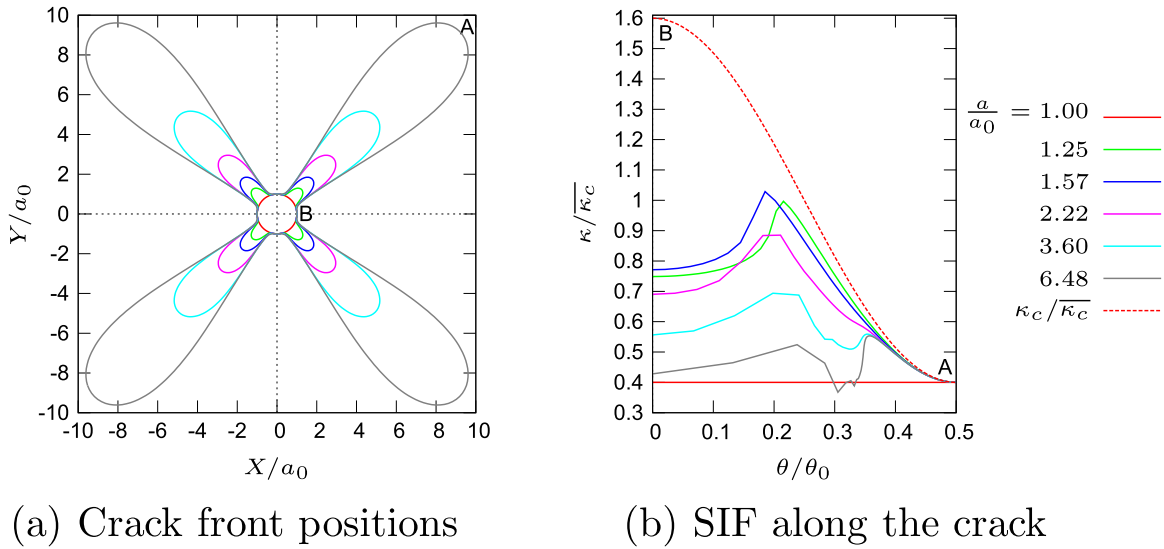 10
8
6
4
2
0
-2
-4
-6
-8
-10
Y/a₀
A
B
-10 -8 -6 -4 -2 0 2 4 6 8 10
X/a₀
(a) Crack front positions
1.6
1.5
1.4
1.3
1.2
1.1
1
0.9
0.8
0.7
0.6
0.5
0.4
0.3
κ/κ̅_c̅
B
A
0 0.1 0.2 0.3 0.4 0.5
θ/θ₀
a/a₀ = 1.00
1.25
1.57
2.22
3.60
6.48
κ_c/κ̅_c̅
(b) SIF along the crack